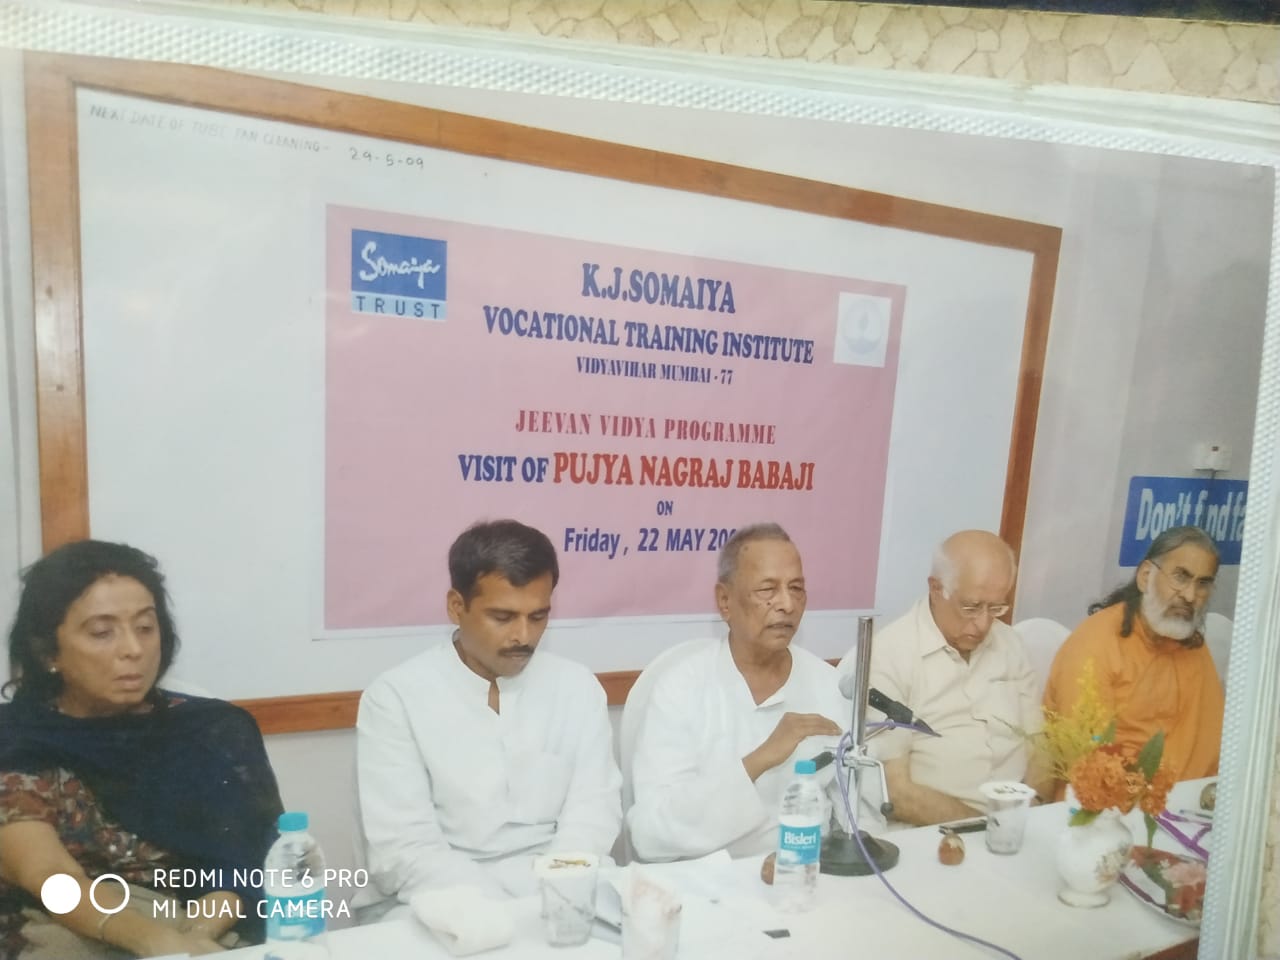 NEXT DATE OF TUBE FAN CLEANING- 29-5-09
Somaiya
TRUST
K.J.SOMAIYA
VOCATIONAL TRAINING INSTITUTE
VIDYAVIHAR MUMBAI - 77
JEEVAN VIDYA PROGRAMME
VISIT OF PUJYA NAGRAJ BABAJI
ON
Friday, 22 MAY 200
Don't find fa
Bisleri
REDMI NOTE 6 PRO
MI DUAL CAMERA